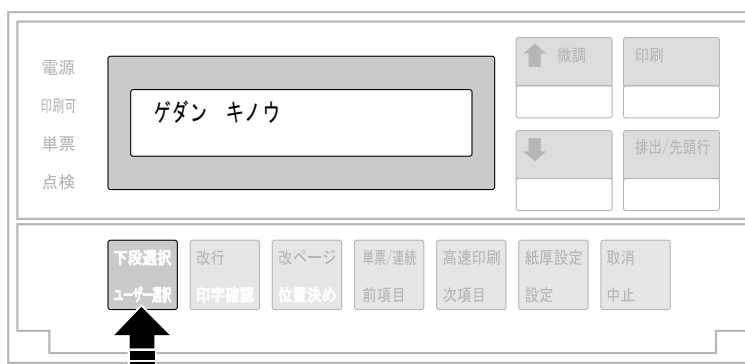 電源
印刷可
単票
点検
ゲダン キノウ
微調
印刷
排出/先頭行
下段選択
ユーザー選択
改行
印字確認
改ページ
位置決め
単票/連続
前項目
高速印刷
次項目
紙厚設定
設定
取消
中止